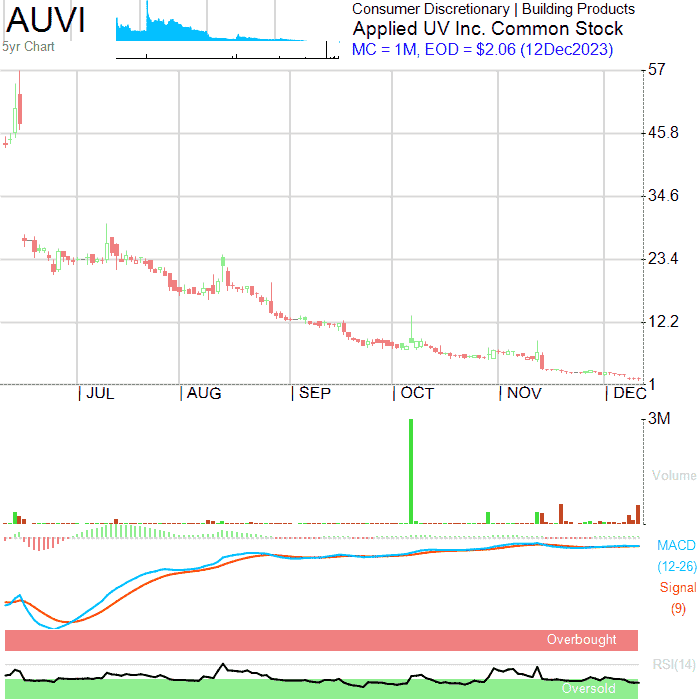 AUVI
5yr Chart
Consumer Discretionary | Building Products
Applied UV Inc. Common Stock
MC = 1M, EOD = $2.06 (12Dec2023)
57
45.8
34.6
23.4
12.2
1
JUL AUG SEP OCT NOV DEC
3M
Volume
MACD
(12-26)
Signal
(9)
Overbought
RSI(14)
Oversold